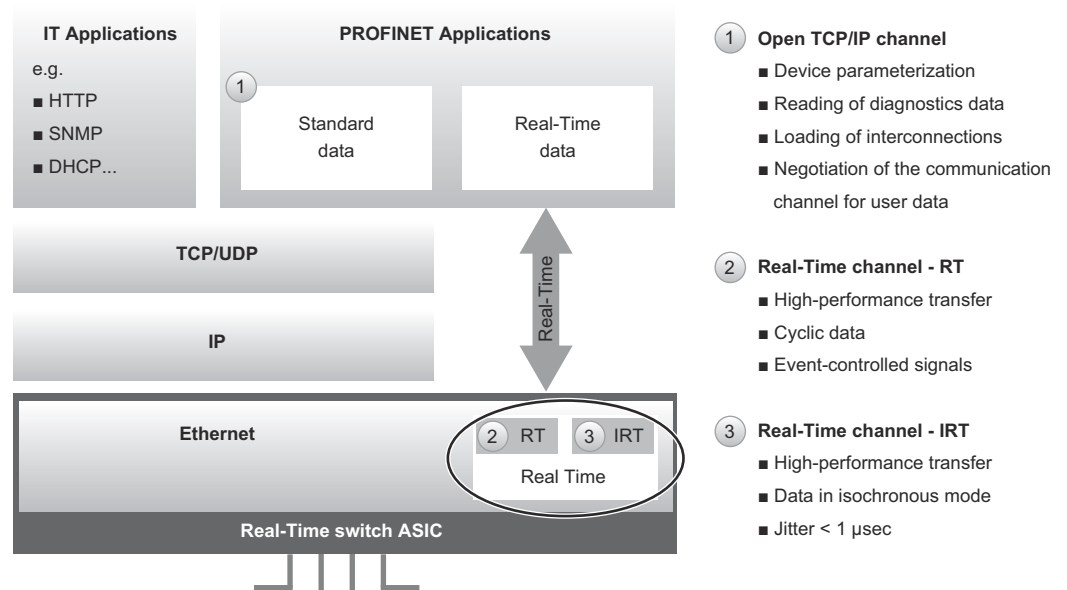 IT Applications
e.g.
■ HTTP
■ SNMP
■ DHCP...
PROFINET Applications
1
Standard
data
Real-Time
data
TCP/UDP
IP
Real-Time
Ethernet
2 RT
3 IRT
Real Time
Real-Time switch ASIC
1 Open TCP/IP channel
■ Device parameterization
■ Reading of diagnostics data
■ Loading of interconnections
■ Negotiation of the communication
channel for user data
2 Real-Time channel - RT
■ High-performance transfer
■ Cyclic data
■ Event-controlled signals
3 Real-Time channel - IRT
■ High-performance transfer
■ Data in isochronous mode
■ Jitter < 1 μsec